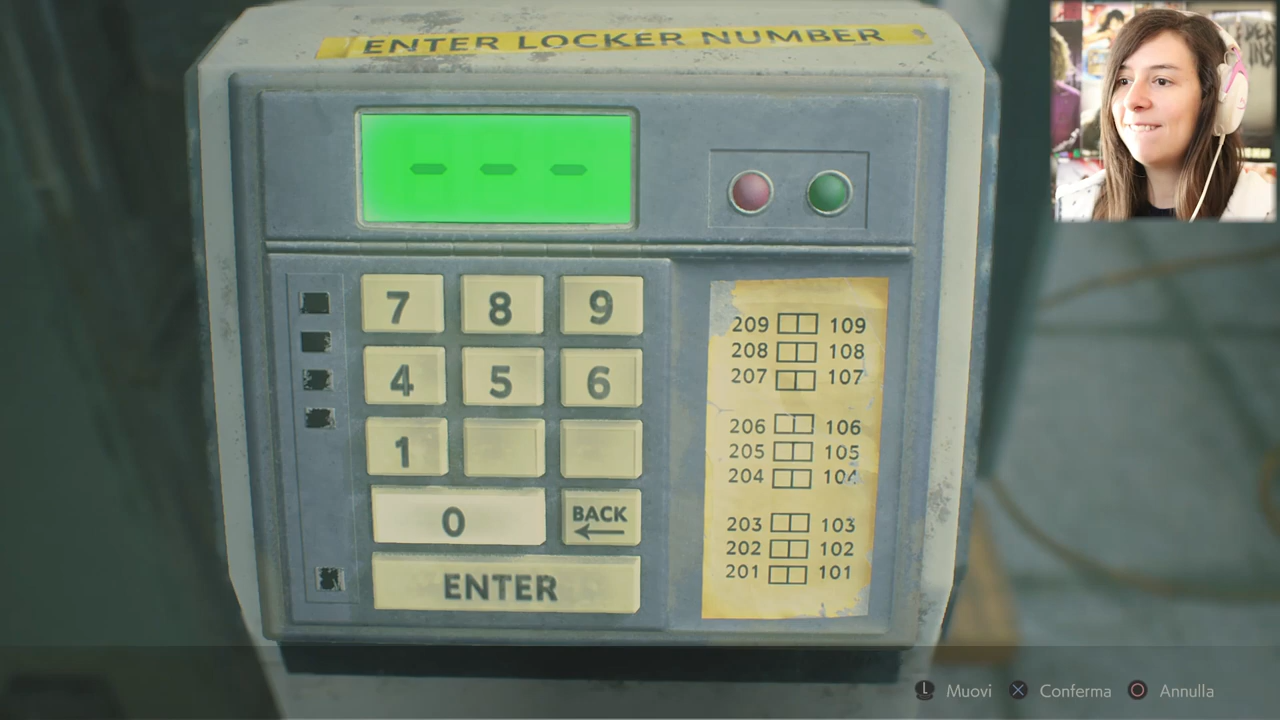 ENTER LOCKER NUMBER
- - -
7 8 9
4 5 6
1
0 BACK
ENTER
209 109
208 108
207 107
206 106
205 105
204 104
203 103
202 102
201 101
L Muovi Conferma Annulla